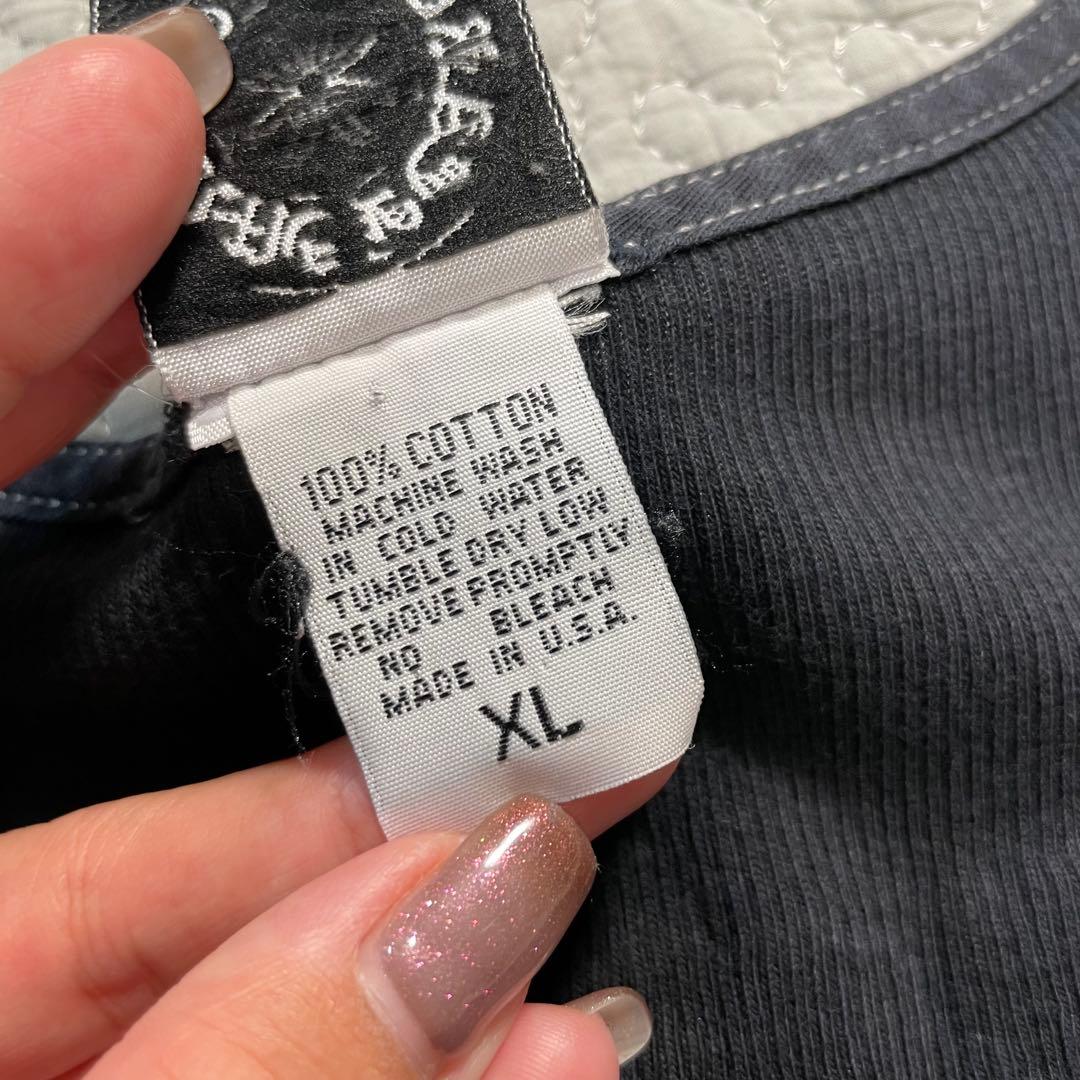 100% COTTON
MACHINE WASH
IN COLD WATER
TUMBLE DRY LOW
REMOVE PROMPTLY
NO BLEACH
MADE IN U.S.A.
XL